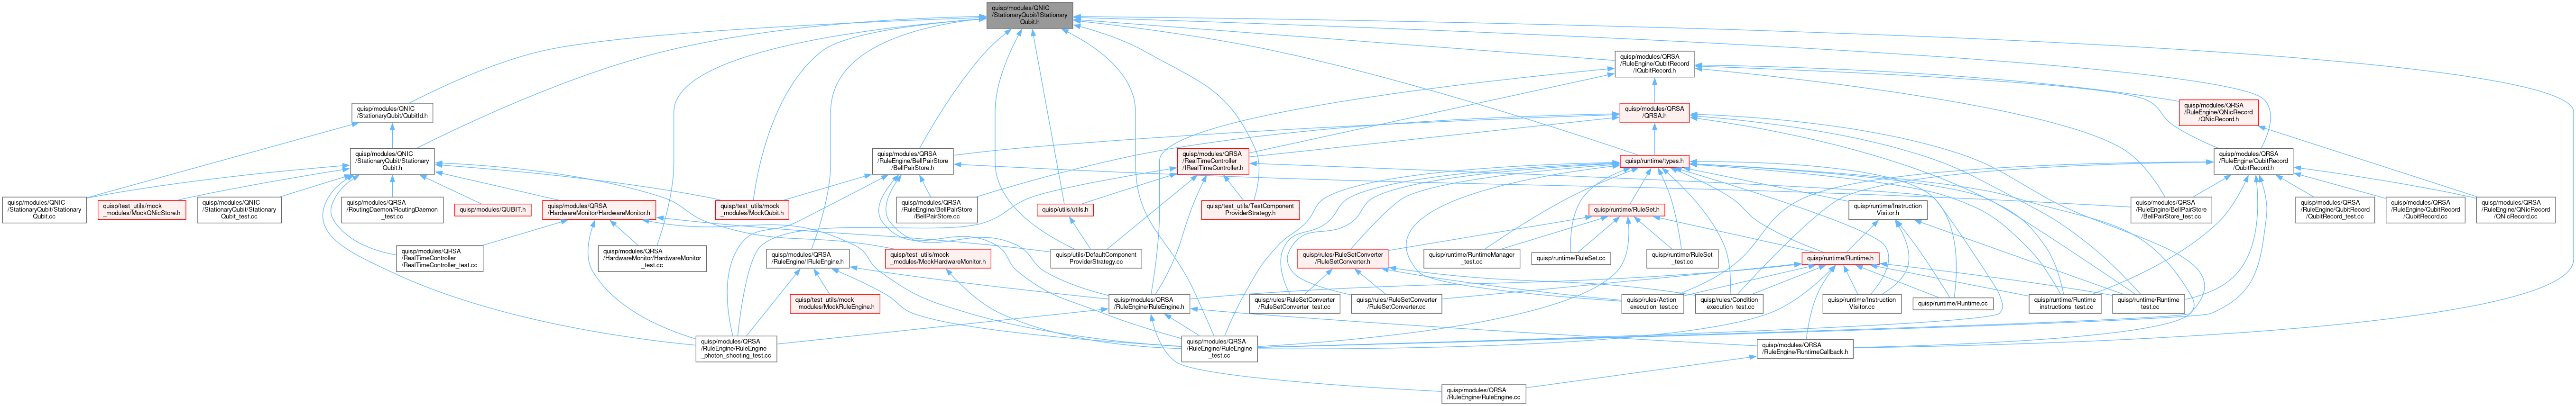 quisp/modules/QNIC
/StationaryQubit/IStationary
Qubit.h
quisp/modules/QRSA
/RuleEngine/QubitRecord
/IQubitRecord.h
quisp/modules/QNIC
/StationaryQubit/QubitId.h
quisp/modules/QRSA
/QRSA.h
quisp/modules/QRSA
/RuleEngine/QNicRecord
/QNicRecord.h
quisp/modules/QNIC
/StationaryQubit/Stationary
Qubit.h
quisp/modules/QRSA
/RuleEngine/BellPairStore
/BellPairStore.h
quisp/modules/QRSA
/RealTimeController
/IRealTimeController.h
quisp/runtime/types.h
quisp/modules/QRSA
/RuleEngine/QubitRecord
/QubitRecord.h
quisp/modules/QNIC
/StationaryQubit/Stationary
Qubit.cc
quisp/test_utils/mock
_modules/MockQNicStore.h
quisp/modules/QNIC
/StationaryQubit/Stationary
Qubit_test.cc
quisp/modules/QRSA
/RoutingDaemon/RoutingDaemon
_test.cc
quisp/modules/QUBIT.h
quisp/modules/QRSA
/HardwareMonitor/HardwareMonitor.h
quisp/test_utils/mock
_modules/MockQubit.h
quisp/modules/QRSA
/RuleEngine/BellPairStore
/BellPairStore.cc
quisp/utils/utils.h
quisp/test_utils/TestComponent
ProviderStrategy.h
quisp/runtime/RuleSet.h
quisp/runtime/Instruction
Visitor.h
quisp/modules/QRSA
/RuleEngine/BellPairStore
/BellPairStore_test.cc
quisp/modules/QRSA
/RuleEngine/QubitRecord
/QubitRecord_test.cc
quisp/modules/QRSA
/RuleEngine/QubitRecord
/QubitRecord.cc
quisp/modules/QRSA
/RuleEngine/QNicRecord
/QNicRecord.cc
quisp/modules/QRSA
/RealTimeController
/RealTimeController_test.cc
quisp/modules/QRSA
/HardwareMonitor/HardwareMonitor
_test.cc
quisp/modules/QRSA
/RuleEngine/IRuleEngine.h
quisp/test_utils/mock
_modules/MockHardwareMonitor.h
quisp/utils/DefaultComponent
ProviderStrategy.cc
quisp/rules/RuleSetConverter
/RuleSetConverter.h
quisp/runtime/RuntimeManager
_test.cc
quisp/runtime/RuleSet.cc
quisp/runtime/RuleSet
_test.cc
quisp/runtime/Runtime.h
quisp/test_utils/mock
_modules/MockRuleEngine.h
quisp/modules/QRSA
/RuleEngine/RuleEngine.h
quisp/rules/RuleSetConverter
/RuleSetConverter_test.cc
quisp/rules/RuleSetConverter
/RuleSetConverter.cc
quisp/rules/Action
_execution_test.cc
quisp/rules/Condition
_execution_test.cc
quisp/runtime/Instruction
Visitor.cc
quisp/runtime/Runtime.cc
quisp/runtime/Runtime
_instructions_test.cc
quisp/runtime/Runtime
_test.cc
quisp/modules/QRSA
/RuleEngine/RuleEngine
_photon_shooting_test.cc
quisp/modules/QRSA
/RuleEngine/RuleEngine
_test.cc
quisp/modules/QRSA
/RuleEngine/RuntimeCallback.h
quisp/modules/QRSA
/RuleEngine/RuleEngine.cc